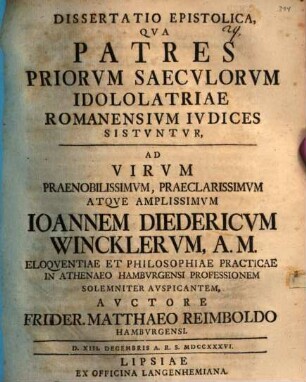 DISSERTATIO EPISTOLICA,
QVA
PATRES
PRIORVM SAECVLORVM
IDOLOLATRIAE
ROMANENSIVM IVDICES
SISTVNTVR,
AD
VIRVM
PRAENOBILISSIMVM, PRAECLARISSIMVM
ATQVE AMPLISSIMVM
IOANNEM DIEDERICVM
WINCKLERVM, A.M.
ELOQVENTIAE ET PHILOSOPHIAE PRACTICAE
IN ATHENAEO HAMBVRGENSI PROFESSIONEM
SOLEMNITER AVSPICANTEM,
AVCTORE
FRIDER. MATTHAEO REIMBOLDO
HAMBVRGENSI.
D. XIII. DECEMBRIS A. R. S. MDCCXXXVI.
LIPSIAE
EX OFFICINA LANGENHEMIANA.